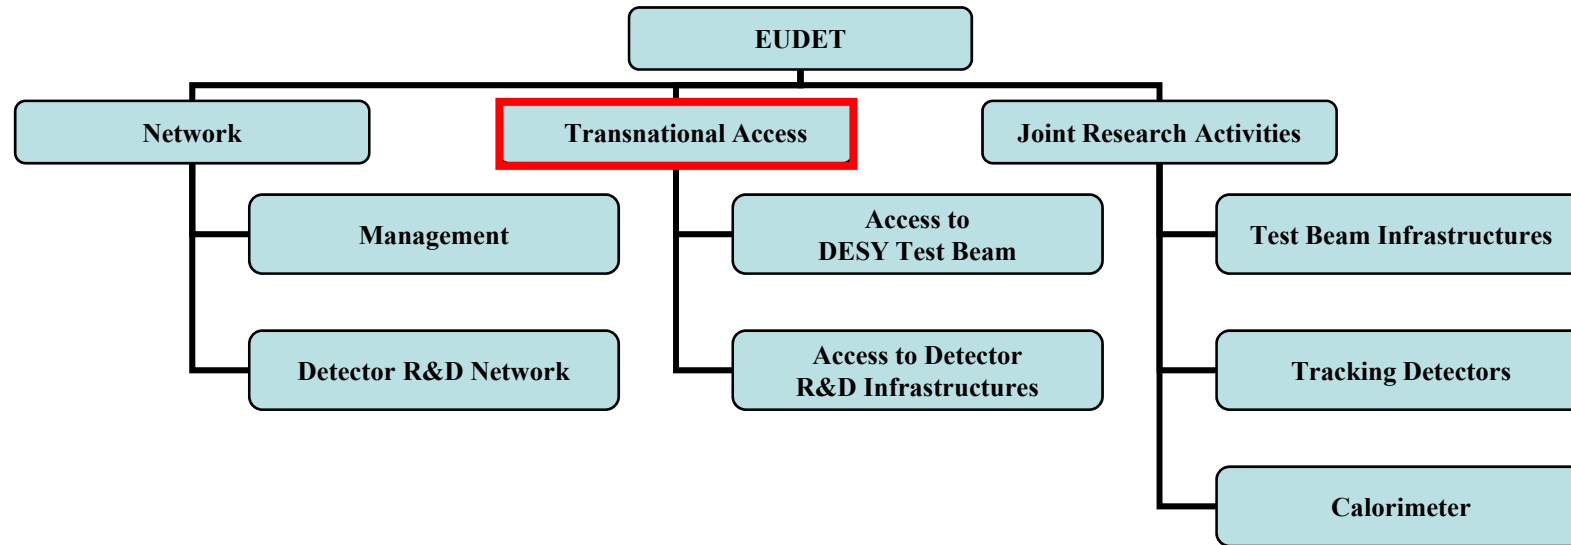 EUDET
Network
Transnational Access
Joint Research Activities
Management
Access to
DESY Test Beam
Test Beam Infrastructures
Detector R&D Network
Access to Detector
R&D Infrastructures
Tracking Detectors
Calorimeter